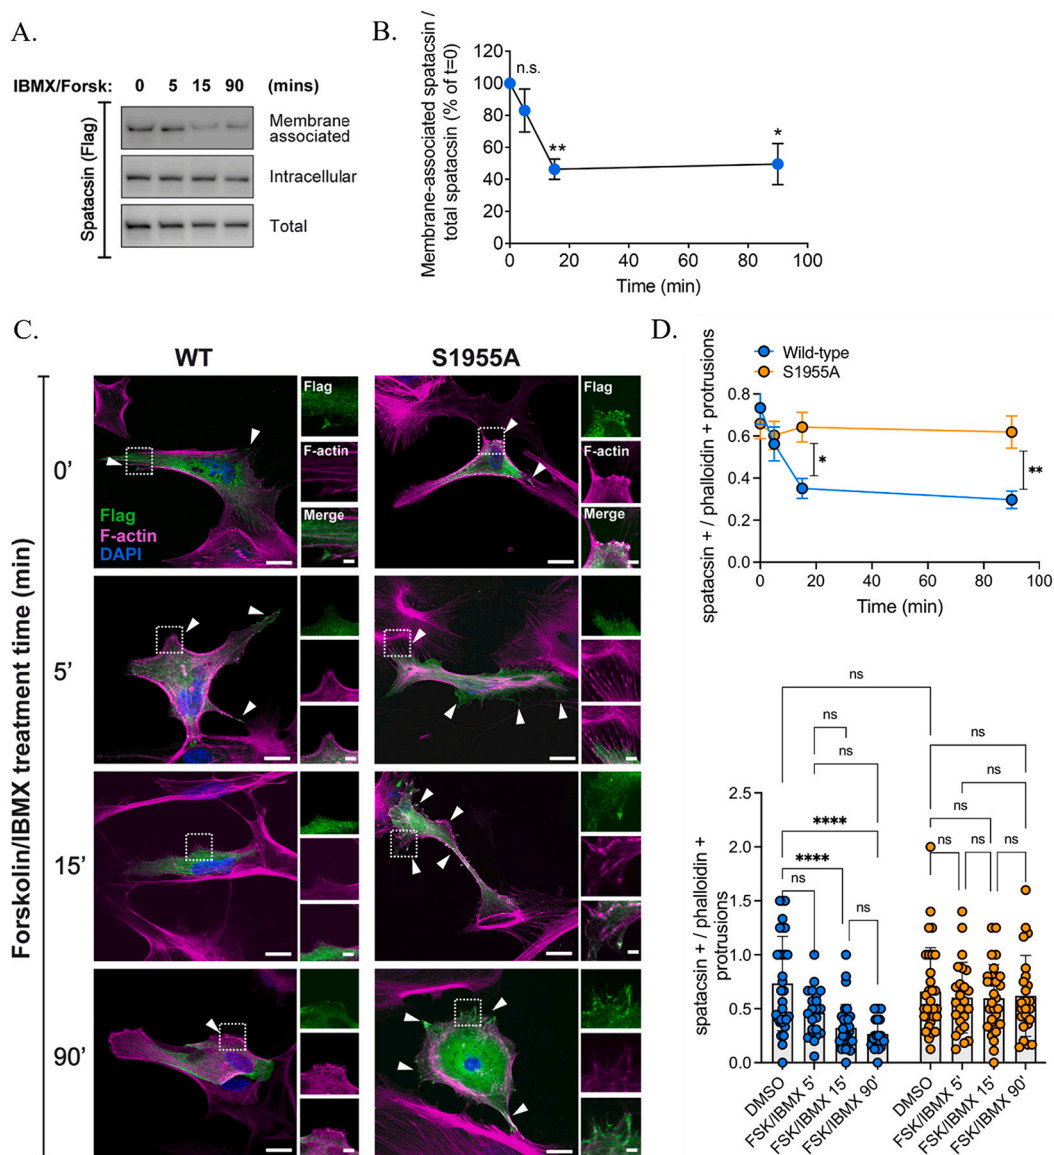 A.
IBMX/Forsk: 0 5 15 90 (mins)
Spatacsin (Flag)
Membrane
associated
Intracellular
Total
B.
Membrane-associated spatacsin /
total spatacsin (% of t=0)
120
100
80
60
40
20
0
n.s.
**
*
0 20 40 60 80 100
Time (min)
C.
WT S1955A
Forskolin/IBMX treatment time (min)
0'
Flag
F-actin
DAPI
Flag
F-actin
Merge
Flag
F-actin
Merge
5'
15'
90'
D.
Wild-type
S1955A
spatacsin + / phalloidin + protrusions
0.8
0.6
0.4
0.2
0.0
*
**
0 20 40 60 80 100
Time (min)
spatacsin + / phalloidin +
protrusions
2.5
2.0
1.5
1.0
0.5
0.0
ns
ns
ns
ns
ns
****
****
ns
ns
ns
ns
ns
ns
DMSO
FSK/IBMX 5'
FSK/IBMX 15'
FSK/IBMX 90'
DMSO
FSK/IBMX 5'
FSK/IBMX 15'
FSK/IBMX 90'